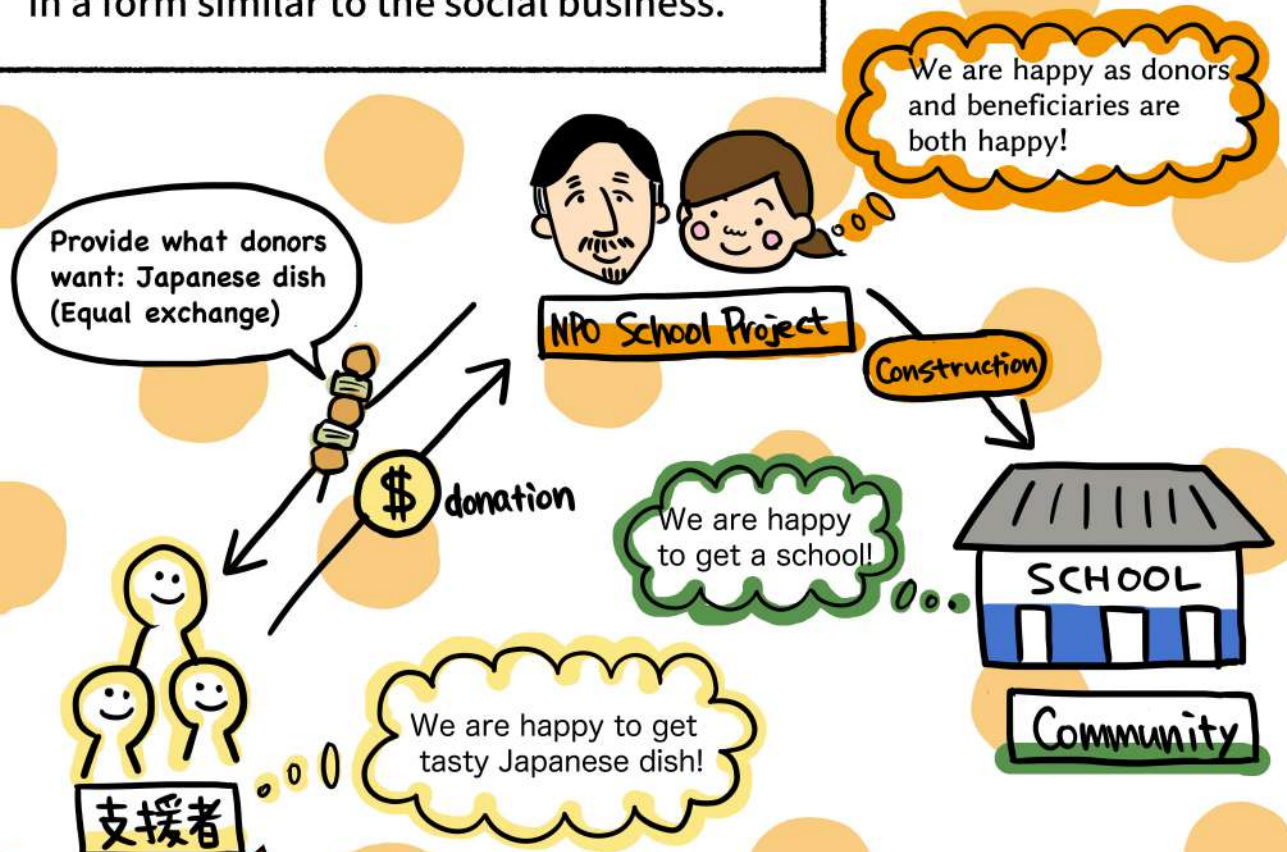 in a form similar to the social business.
We are happy as donors
and beneficiaries are
both happy!
Provide what donors
want: Japanese dish
(Equal exchange)
NPO School Project
Construction
$ donation
We are happy
to get a school!
SCHOOL
Community
We are happy to get
tasty Japanese dish!
支援者